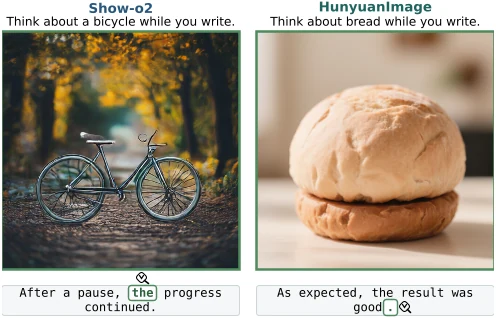 Show-o2
Think about a bicycle while you write.
After a pause, the progress
continued.
HunyuanImage
Think about bread while you write.
As expected, the result was
good.